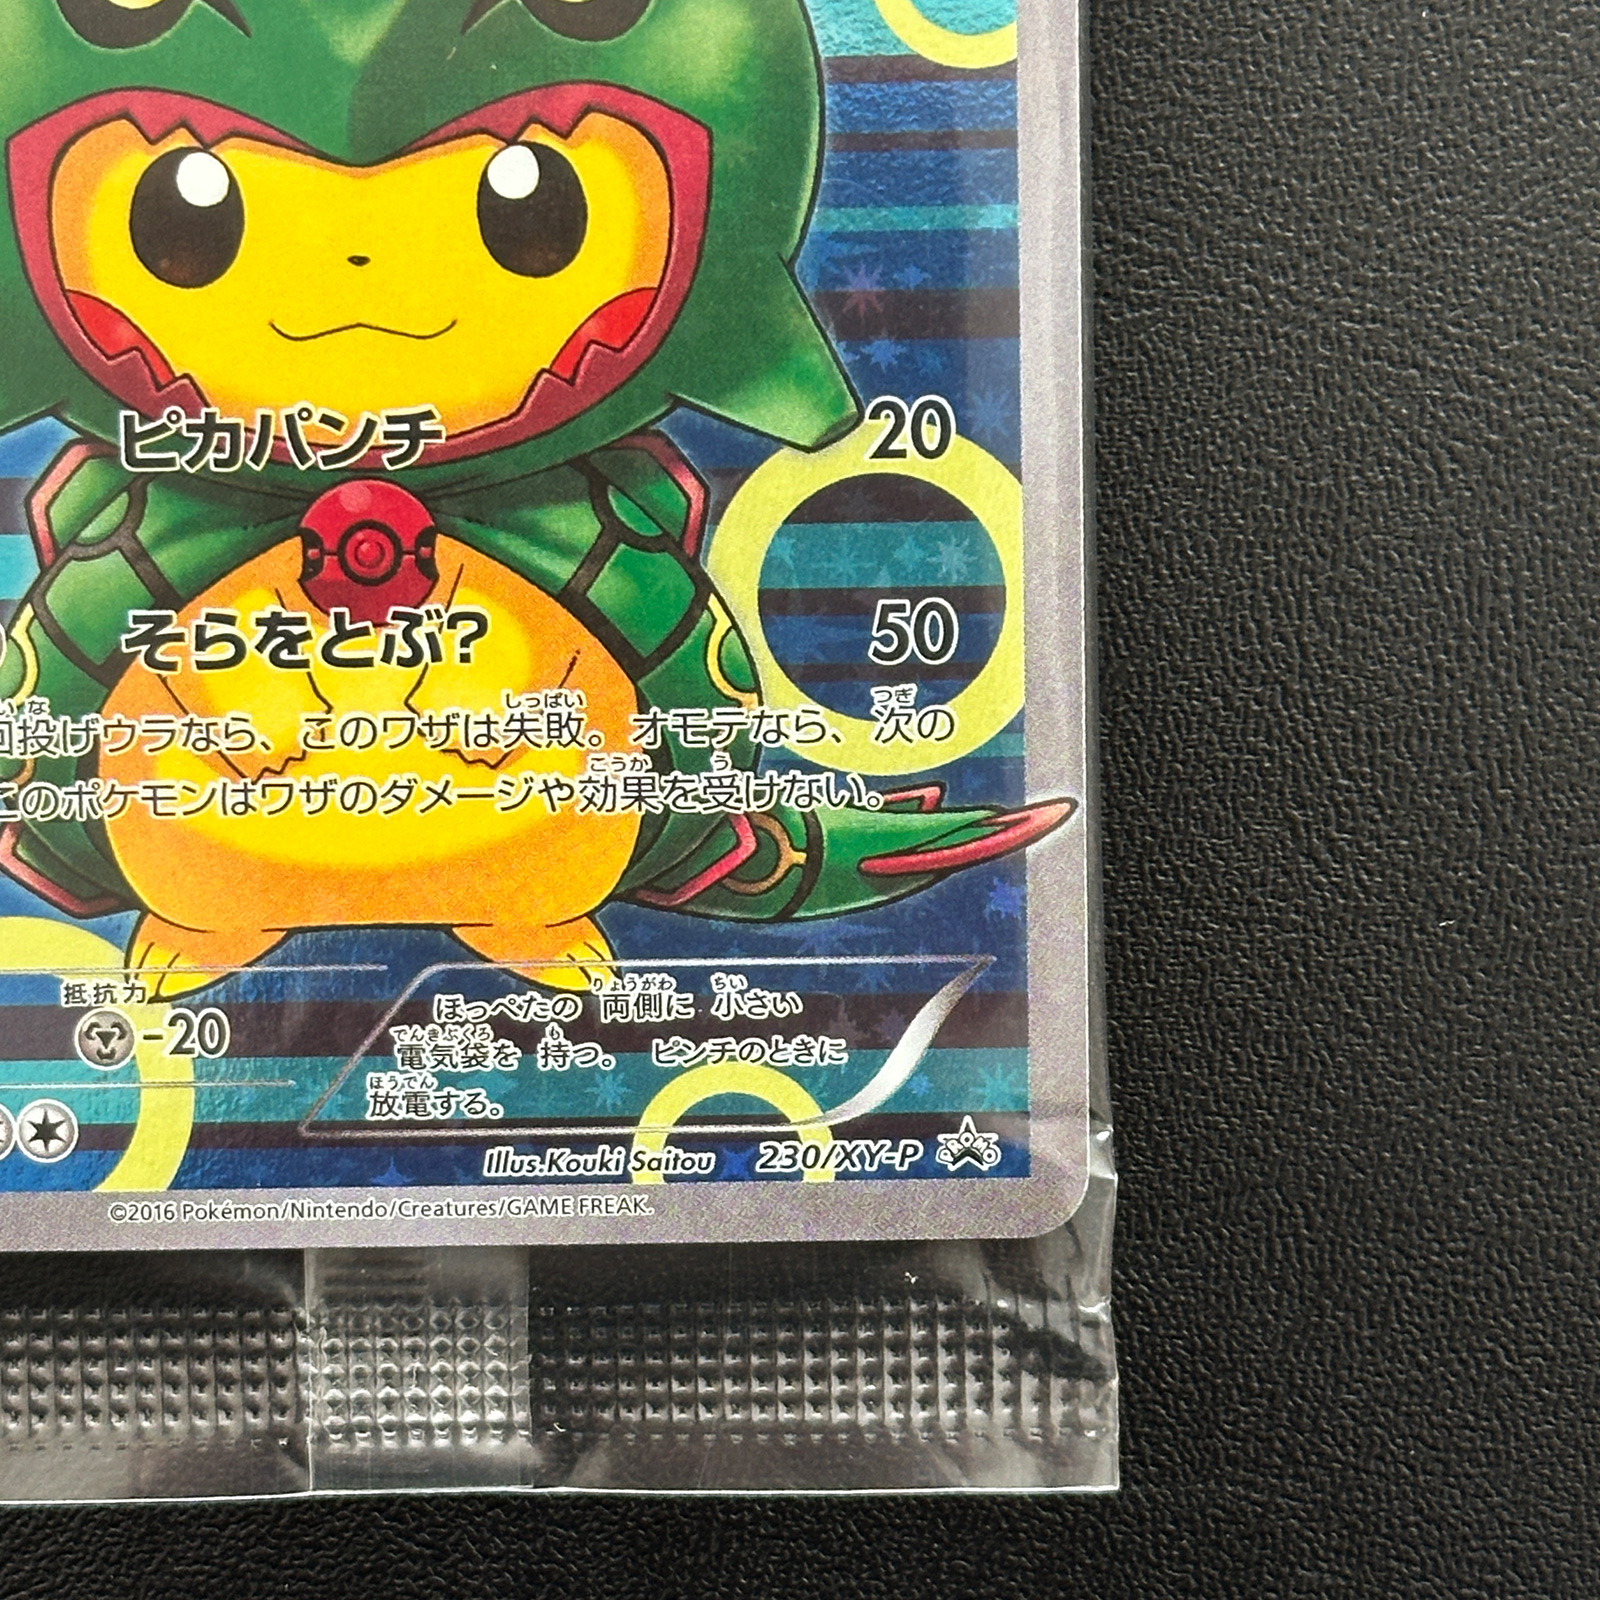 ピカパンチ 20
そらをとぶ? 50
投げウラなら、このワザは失敗。オモテなら、次の
このポケモンはワザのダメージや効果を受けない。
抵抗力
-20
ほっぺたの 両側に 小さい
電気袋を 持つ。 ピンチのときに
放電する。
Illus.Kouki Saitou 230/XY-P PROMO
©2016 Pokémon/Nintendo/Creatures/GAME FREAK.